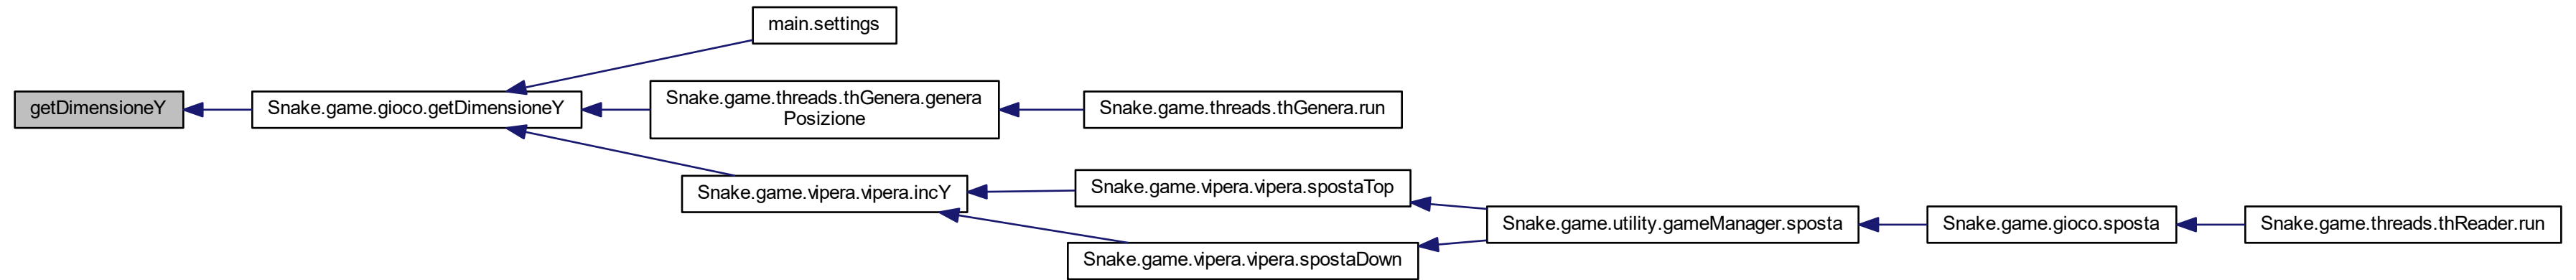 main.settings
getDimensioneY
Snake.game.gioco.getDimensioneY
Snake.game.threads.thGenera.genera
Posizione
Snake.game.threads.thGenera.run
Snake.game.vipera.vipera.incY
Snake.game.vipera.vipera.spostaTop
Snake.game.vipera.vipera.spostaDown
Snake.game.utility.gameManager.sposta
Snake.game.gioco.sposta
Snake.game.threads.thReader.run